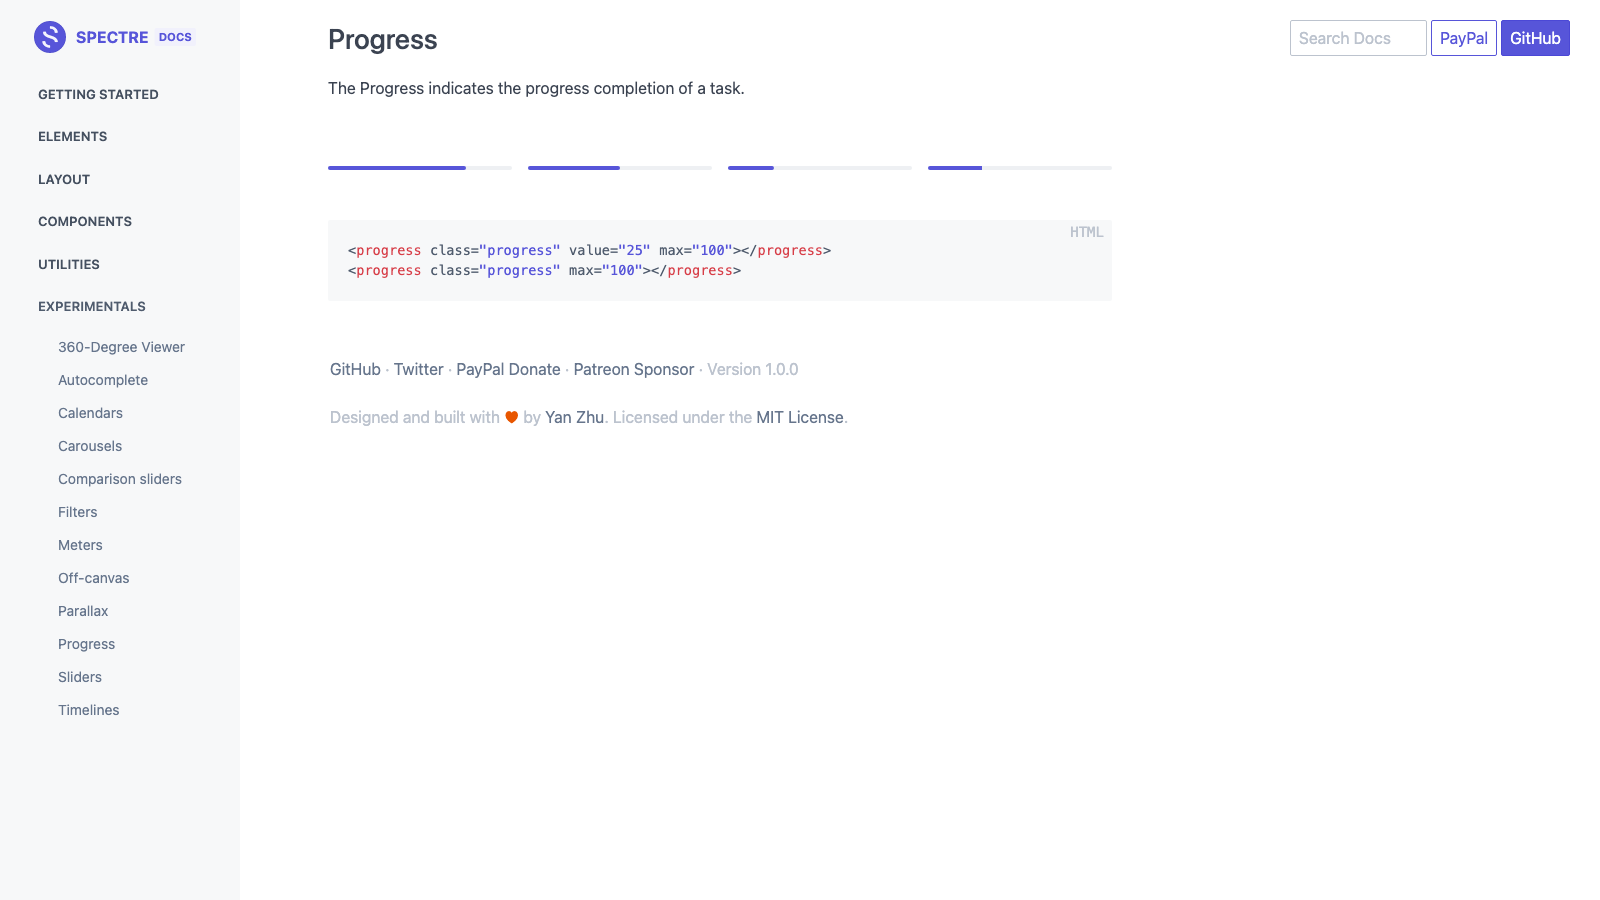 SPECTRE DOCS
GETTING STARTED
ELEMENTS
LAYOUT
COMPONENTS
UTILITIES
EXPERIMENTALS
360-Degree Viewer
Autocomplete
Calendars
Carousels
Comparison sliders
Filters
Meters
Off-canvas
Parallax
Progress
Sliders
Timelines
Search Docs
PayPal
GitHub
Progress
The Progress indicates the progress completion of a task.
HTML
<progress class="progress" value="25" max="100"></progress>
<progress class="progress" max="100"></progress>
GitHub · Twitter · PayPal Donate · Patreon Sponsor · Version 1.0.0
Designed and built with ♥ by Yan Zhu. Licensed under the MIT License.